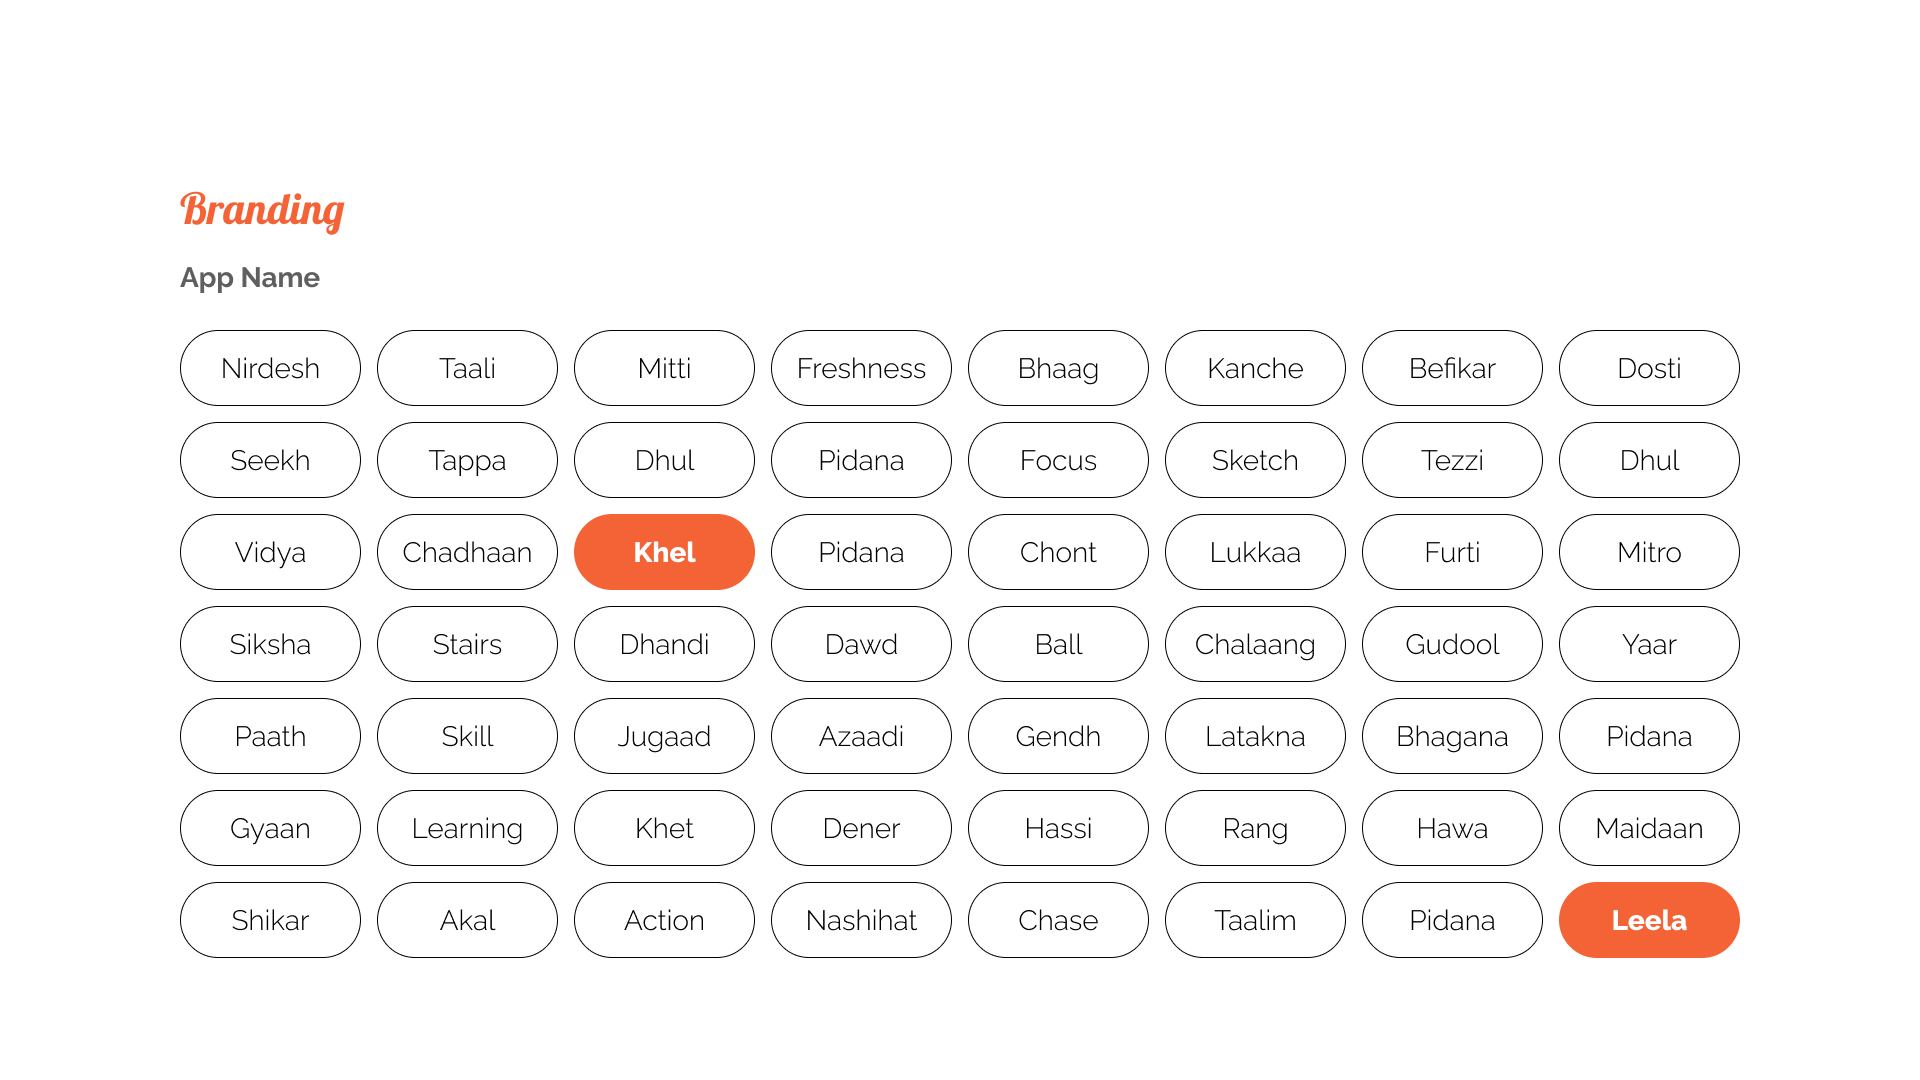 Branding
App Name
Nirdesh Taali Mitti Freshness Bhaag Kanche Befikar Dosti
Seekh Tappa Dhul Pidana Focus Sketch Tezzi Dhul
Vidya Chadhaan Khel Pidana Chont Lukkaa Furti Mitro
Siksha Stairs Dhandi Dawd Ball Chalaang Gudool Yaar
Paath Skill Jugaad Azaadi Gendh Latakna Bhagana Pidana
Gyaan Learning Khet Dener Hassi Rang Hawa Maidaan
Shikar Akal Action Nashihat Chase Taalim Pidana Leela